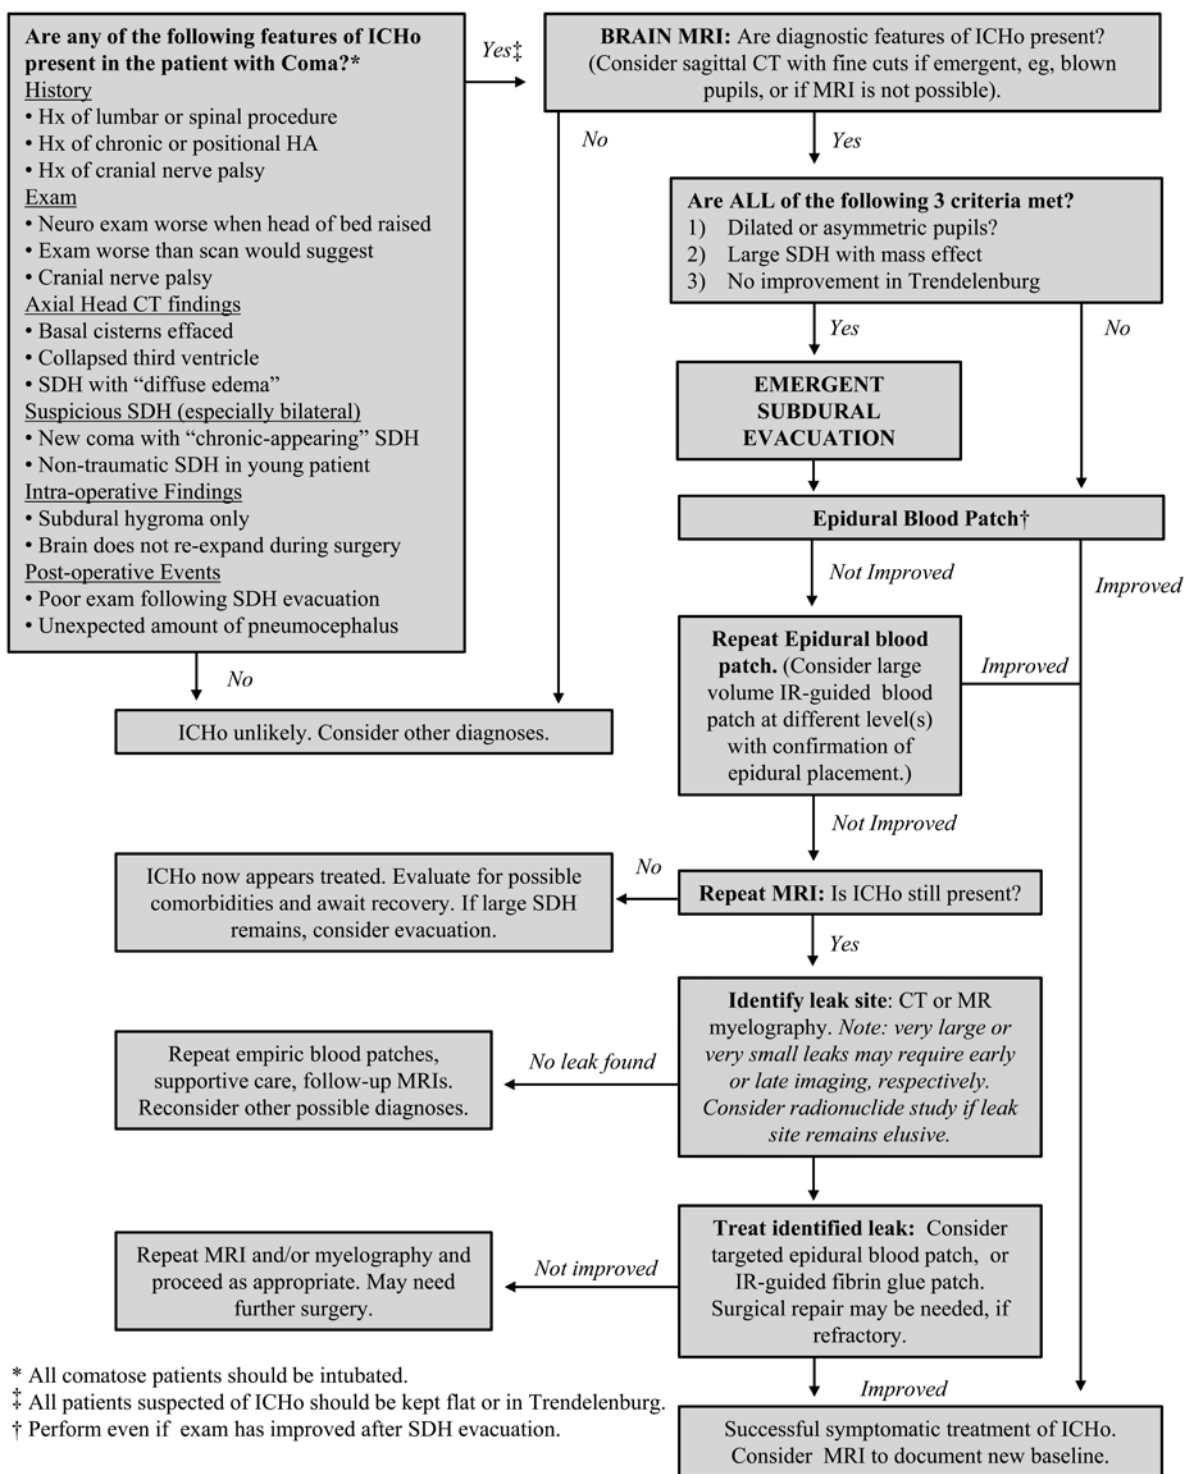 Are any of the following features of ICHo
present in the patient with Coma?*
History
• Hx of lumbar or spinal procedure
• Hx of chronic or positional HA
• Hx of cranial nerve palsy
Exam
• Neuro exam worse when head of bed raised
• Exam worse than scan would suggest
• Cranial nerve palsy
Axial Head CT findings
• Basal cisterns effaced
• Collapsed third ventricle
• SDH with “diffuse edema”
Suspicious SDH (especially bilateral)
• New coma with “chronic-appearing” SDH
• Non-traumatic SDH in young patient
Intra-operative Findings
• Subdural hygroma only
• Brain does not re-expand during surgery
Post-operative Events
• Poor exam following SDH evacuation
• Unexpected amount of pneumocephalus
Yes‡
BRAIN MRI: Are diagnostic features of ICHo present?
(Consider sagittal CT with fine cuts if emergent, eg, blown
pupils, or if MRI is not possible).
No
Yes
No
ICHo unlikely. Consider other diagnoses.
Are ALL of the following 3 criteria met?
1) Dilated or asymmetric pupils?
2) Large SDH with mass effect
3) No improvement in Trendelenburg
Yes
No
EMERGENT
SUBDURAL
EVACUATION
Epidural Blood Patch†
Not Improved
Improved
Repeat Epidural blood
patch. (Consider large
volume IR-guided blood
patch at different level(s)
with confirmation of
epidural placement.)
Improved
Not Improved
Repeat MRI: Is ICHo still present?
No
ICHo now appears treated. Evaluate for possible
comorbidities and await recovery. If large SDH
remains, consider evacuation.
Yes
Identify leak site: CT or MR
myelography. Note: very large or
very small leaks may require early
or late imaging, respectively.
Consider radionuclide study if leak
site remains elusive.
No leak found
Repeat empiric blood patches,
supportive care, follow-up MRIs.
Reconsider other possible diagnoses.
Treat identified leak: Consider
targeted epidural blood patch, or
IR-guided fibrin glue patch.
Surgical repair may be needed, if
refractory.
Not improved
Repeat MRI and/or myelography and
proceed as appropriate. May need
further surgery.
Improved
Successful symptomatic treatment of ICHo.
Consider MRI to document new baseline.
* All comatose patients should be intubated.
‡ All patients suspected of ICHo should be kept flat or in Trendelenburg.
† Perform even if exam has improved after SDH evacuation.